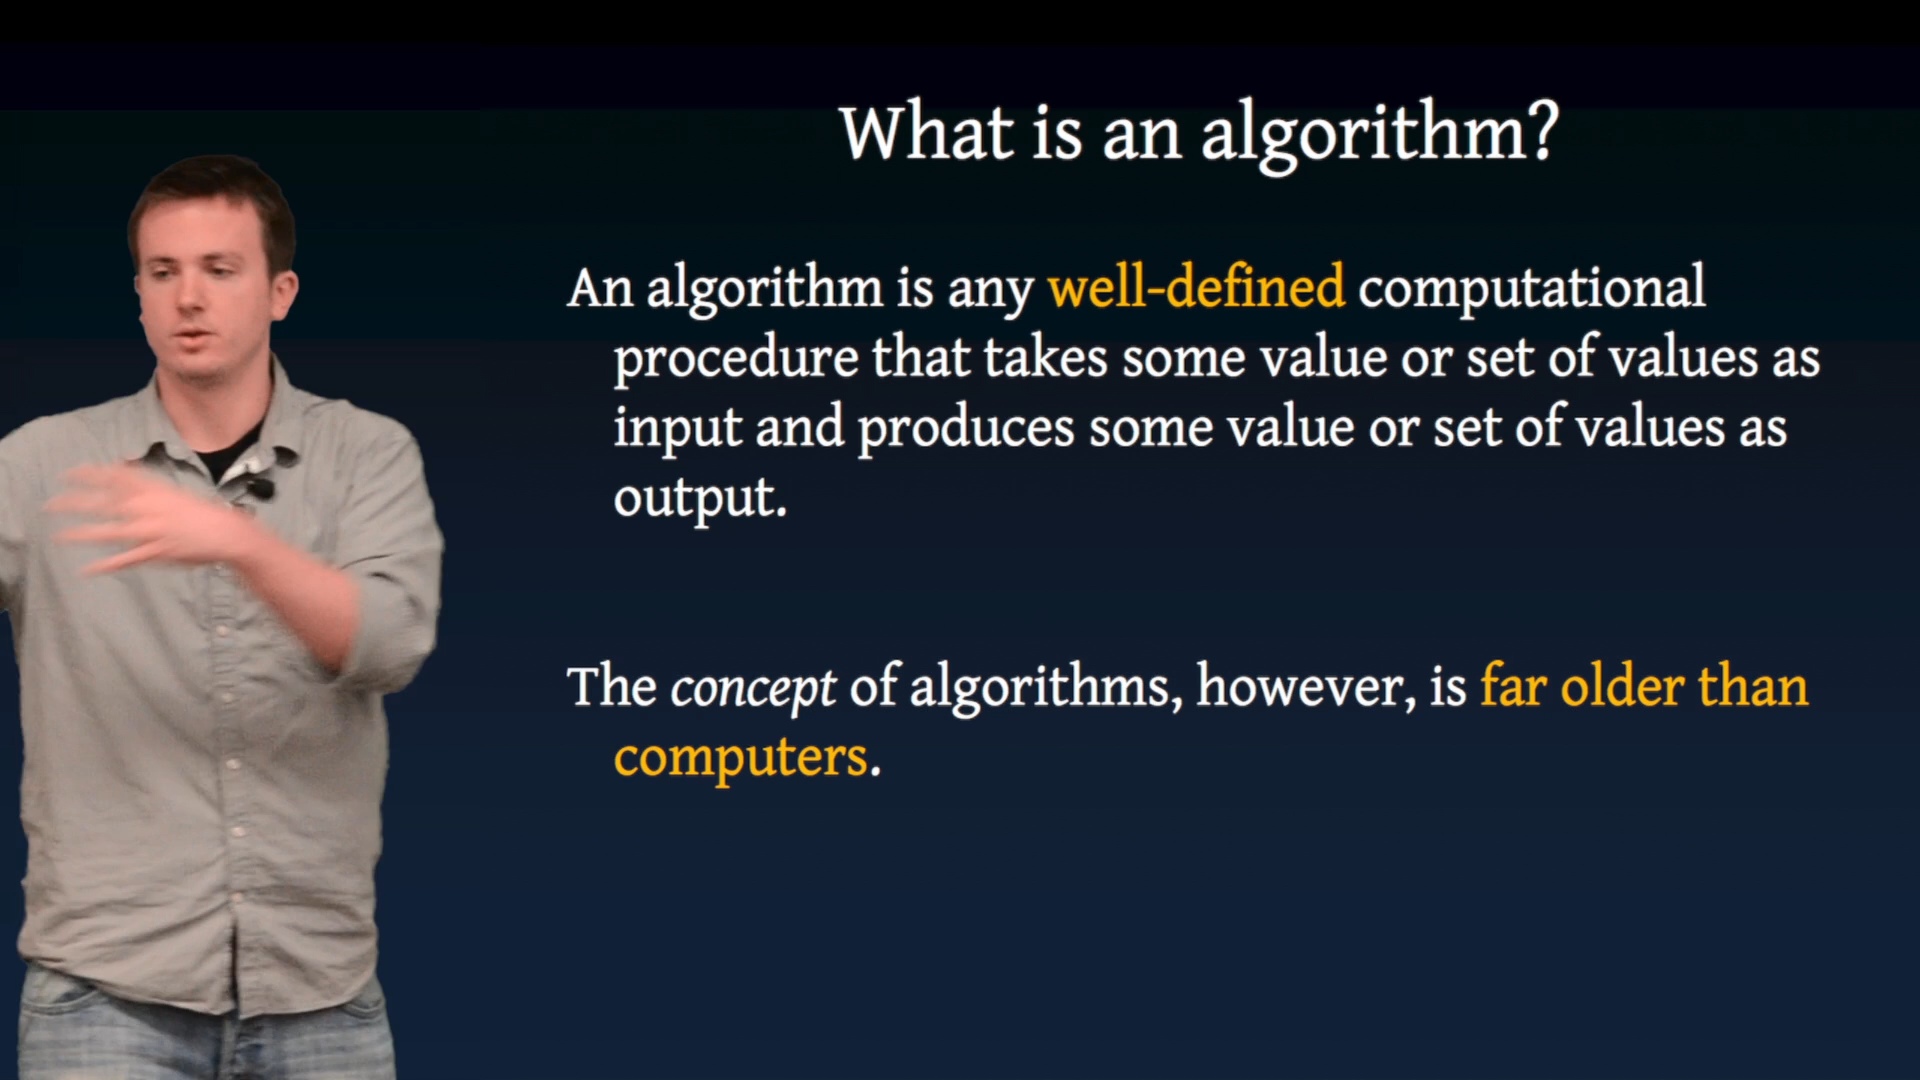 What is an algorithm?
An algorithm is any well-defined computational
procedure that takes some value or set of values as
input and produces some value or set of values as
output.
The concept of algorithms, however, is far older than
computers.